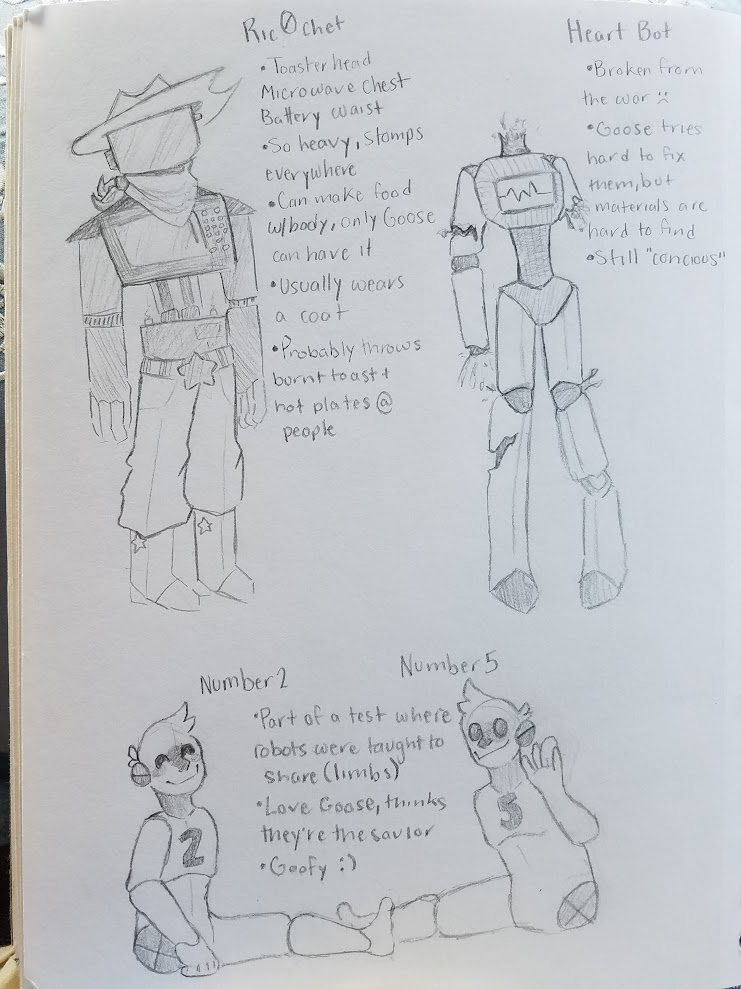 Ric0chet
•Toaster head
Microwave chest
Battery waist
•So heavy, stomps
everywhere
•Can make food
w/body, only Goose
can have it
•Usually wears
a coat
•Probably throws
burnt toast +
hot plates @
people
Heart Bot
•Broken from
the war :(
•Goose tries
hard to fix
them, but
materials are
hard to find
•Still "concious"
Number 2
Number 5
•Part of a test where
robots were taught to
share (limbs)
•Love Goose, thinks
they're the savior
•Goofy :)
2
5